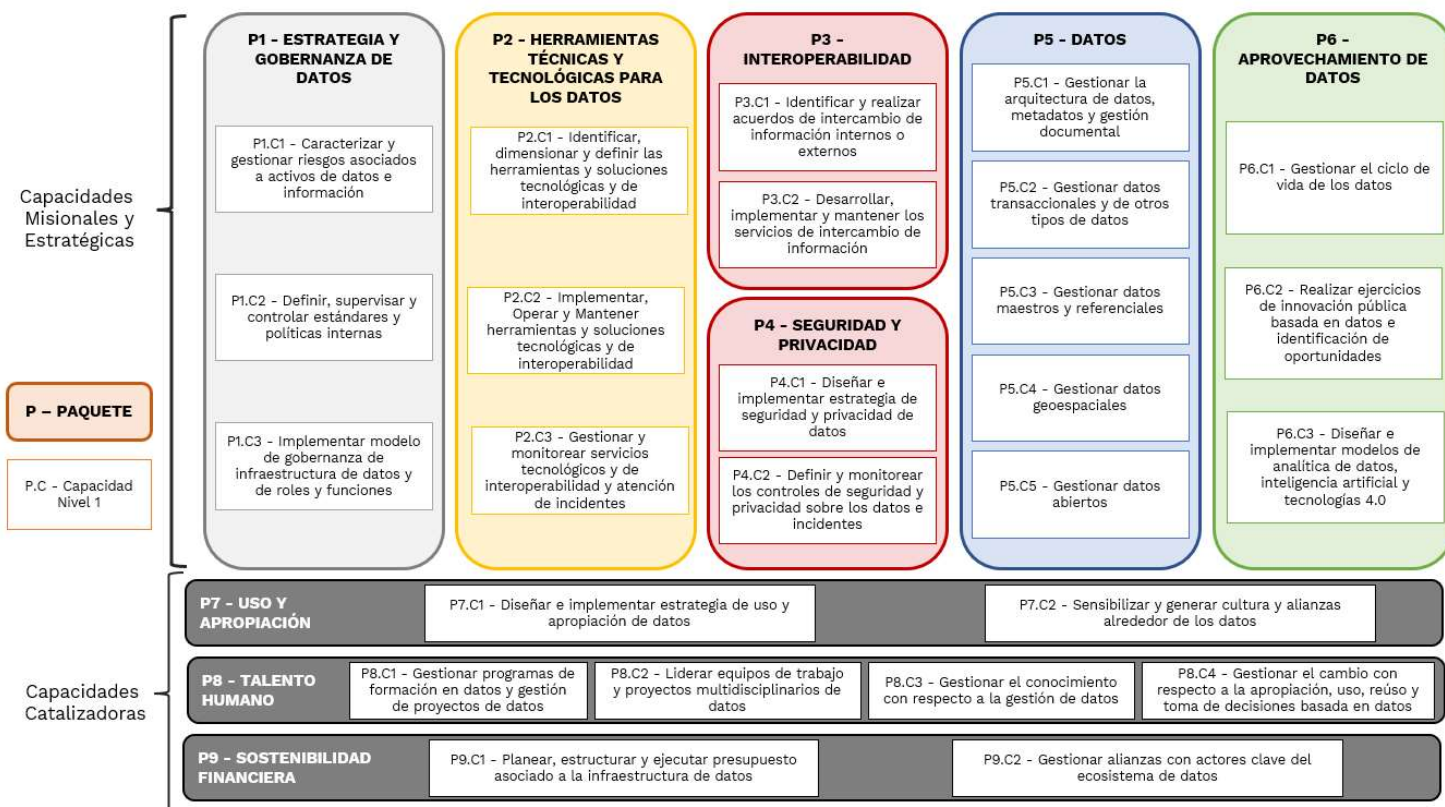 Capacidades
Misionales y
Estratégicas
P – PAQUETE
P.C - Capacidad
Nivel 1
P1 - ESTRATEGIA Y
GOBERNANZA DE
DATOS
P1.C1 - Caracterizar y
gestionar riesgos asociados
a activos de datos e
información
P1.C2 - Definir, supervisar y
controlar estándares y
políticas internas
P1.C3 - Implementar modelo
de gobernanza de
infraestructura de datos y
de roles y funciones
P2 - HERRAMIENTAS
TÉCNICAS Y
TECNOLÓGICAS PARA
LOS DATOS
P2.C1 - Identificar,
dimensionar y definir las
herramientas y soluciones
tecnológicas y de
interoperabilidad
P2.C2 - Implementar,
Operar y Mantener
herramientas y soluciones
tecnológicas y de
interoperabilidad
P2.C3 - Gestionar y
monitorear servicios
tecnológicos y de
interoperabilidad y atención
de incidentes
P3 -
INTEROPERABILIDAD
P3.C1 - Identificar y realizar
acuerdos de intercambio de
información internos o
externos
P3.C2 - Desarrollar,
implementar y mantener los
servicios de intercambio de
información
P4 - SEGURIDAD Y
PRIVACIDAD
P4.C1 - Diseñar e
implementar estrategia de
seguridad y privacidad de
datos
P4.C2 - Definir y monitorear
los controles de seguridad y
privacidad sobre los datos e
incidentes
P5 - DATOS
P5.C1 - Gestionar la
arquitectura de datos,
metadatos y gestión
documental
P5.C2 - Gestionar datos
transaccionales y de otros
tipos de datos
P5.C3 - Gestionar datos
maestros y referenciales
P5.C4 - Gestionar datos
geoespaciales
P5.C5 - Gestionar datos
abiertos
P6 -
APROVECHAMIENTO DE
DATOS
P6.C1 - Gestionar el ciclo de
vida de los datos
P6.C2 - Realizar ejercicios
de innovación pública
basada en datos e
identificación de
oportunidades
P6.C3 - Diseñar e
implementar modelos de
analítica de datos,
inteligencia artificial y
tecnologías 4.0
Capacidades
Catalizadoras
P7 - USO Y
APROPIACIÓN
P7.C1 - Diseñar e implementar estrategia de uso y
apropiación de datos
P7.C2 - Sensibilizar y generar cultura y alianzas
alrededor de los datos
P8 - TALENTO
HUMANO
P8.C1 - Gestionar programas de
formación en datos y gestión
de proyectos de datos
P8.C2 - Liderar equipos de trabajo
y proyectos multidisciplinarios de
datos
P8.C3 - Gestionar el conocimiento
con respecto a la gestión de datos
P8.C4 - Gestionar el cambio con
respecto a la apropiación, uso, reúso y
toma de decisiones basada en datos
P9 - SOSTENIBILIDAD
FINANCIERA
P9.C1 - Planear, estructurar y ejecutar presupuesto
asociado a la infraestructura de datos
P9.C2 - Gestionar alianzas con actores clave del
ecosistema de datos